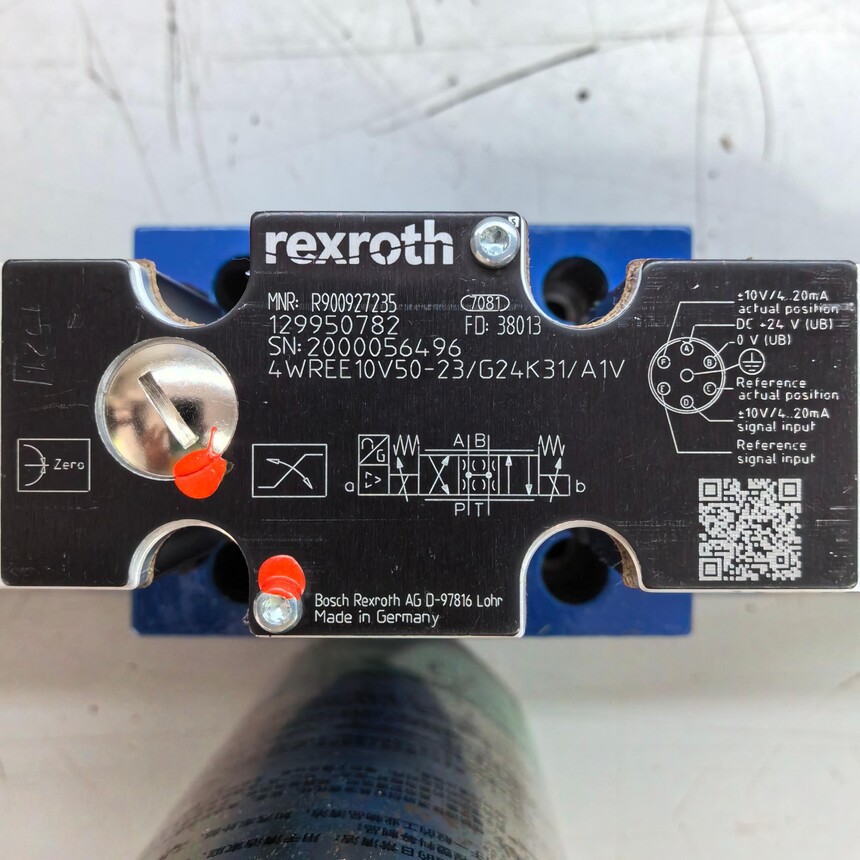 rexroth
S
MNR: R900927235
7081
129950782
FD: 38013
SN:2000056496
4WREE10V50-23/G24K31/A1V
Zero
A B
a
b
P T
U
G
±10V/4..20mA
actual position
DC +24 V (UB)
0 V (UB)
Reference
actual position
±10V/4..20mA
signal input
Reference
signal input
A
B
C
D
E
F
Bosch Rexroth AG D-97816 Lohr
Made in Germany